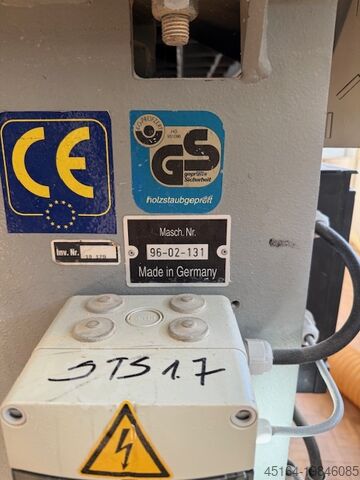 CE
GS
geprüfte
Sicherheit
holzstaubgeprüft
Masch. Nr.
96-02-131
Made in Germany
Inv. Nr.
STS 1.7
45164-19846085